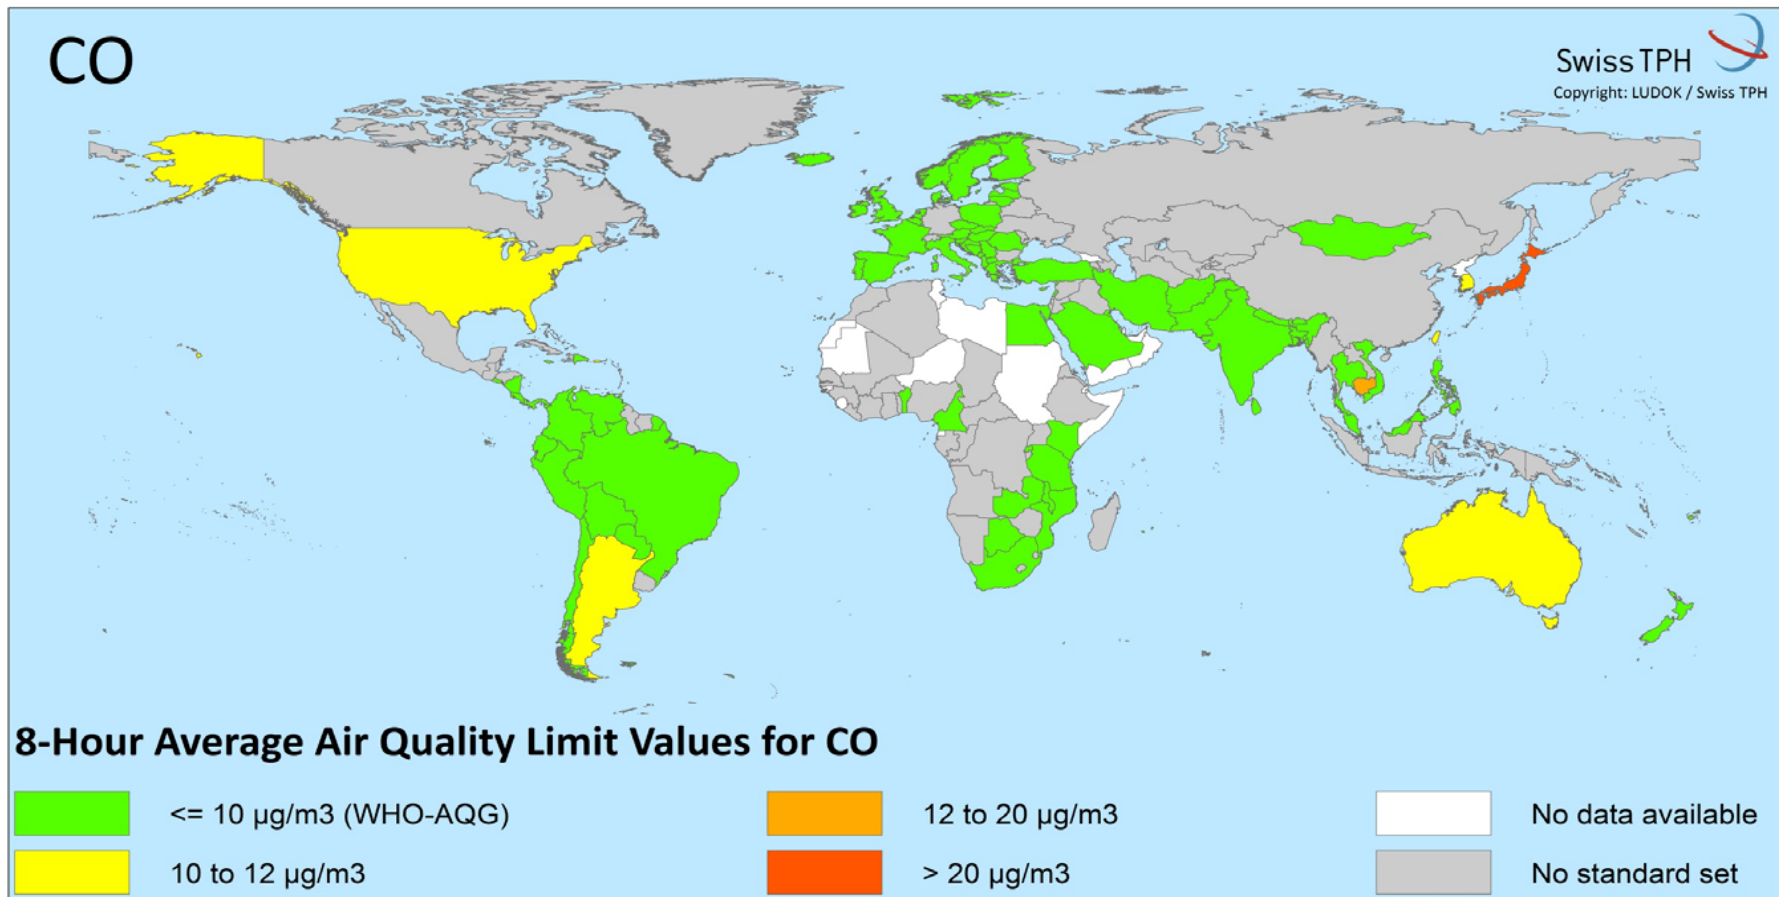 CO
Swiss TPH
Copyright: LUDOK / Swiss TPH
8-Hour Average Air Quality Limit Values for CO
<= 10 µg/m3 (WHO-AQG)
12 to 20 µg/m3
No data available
10 to 12 µg/m3
> 20 µg/m3
No standard set